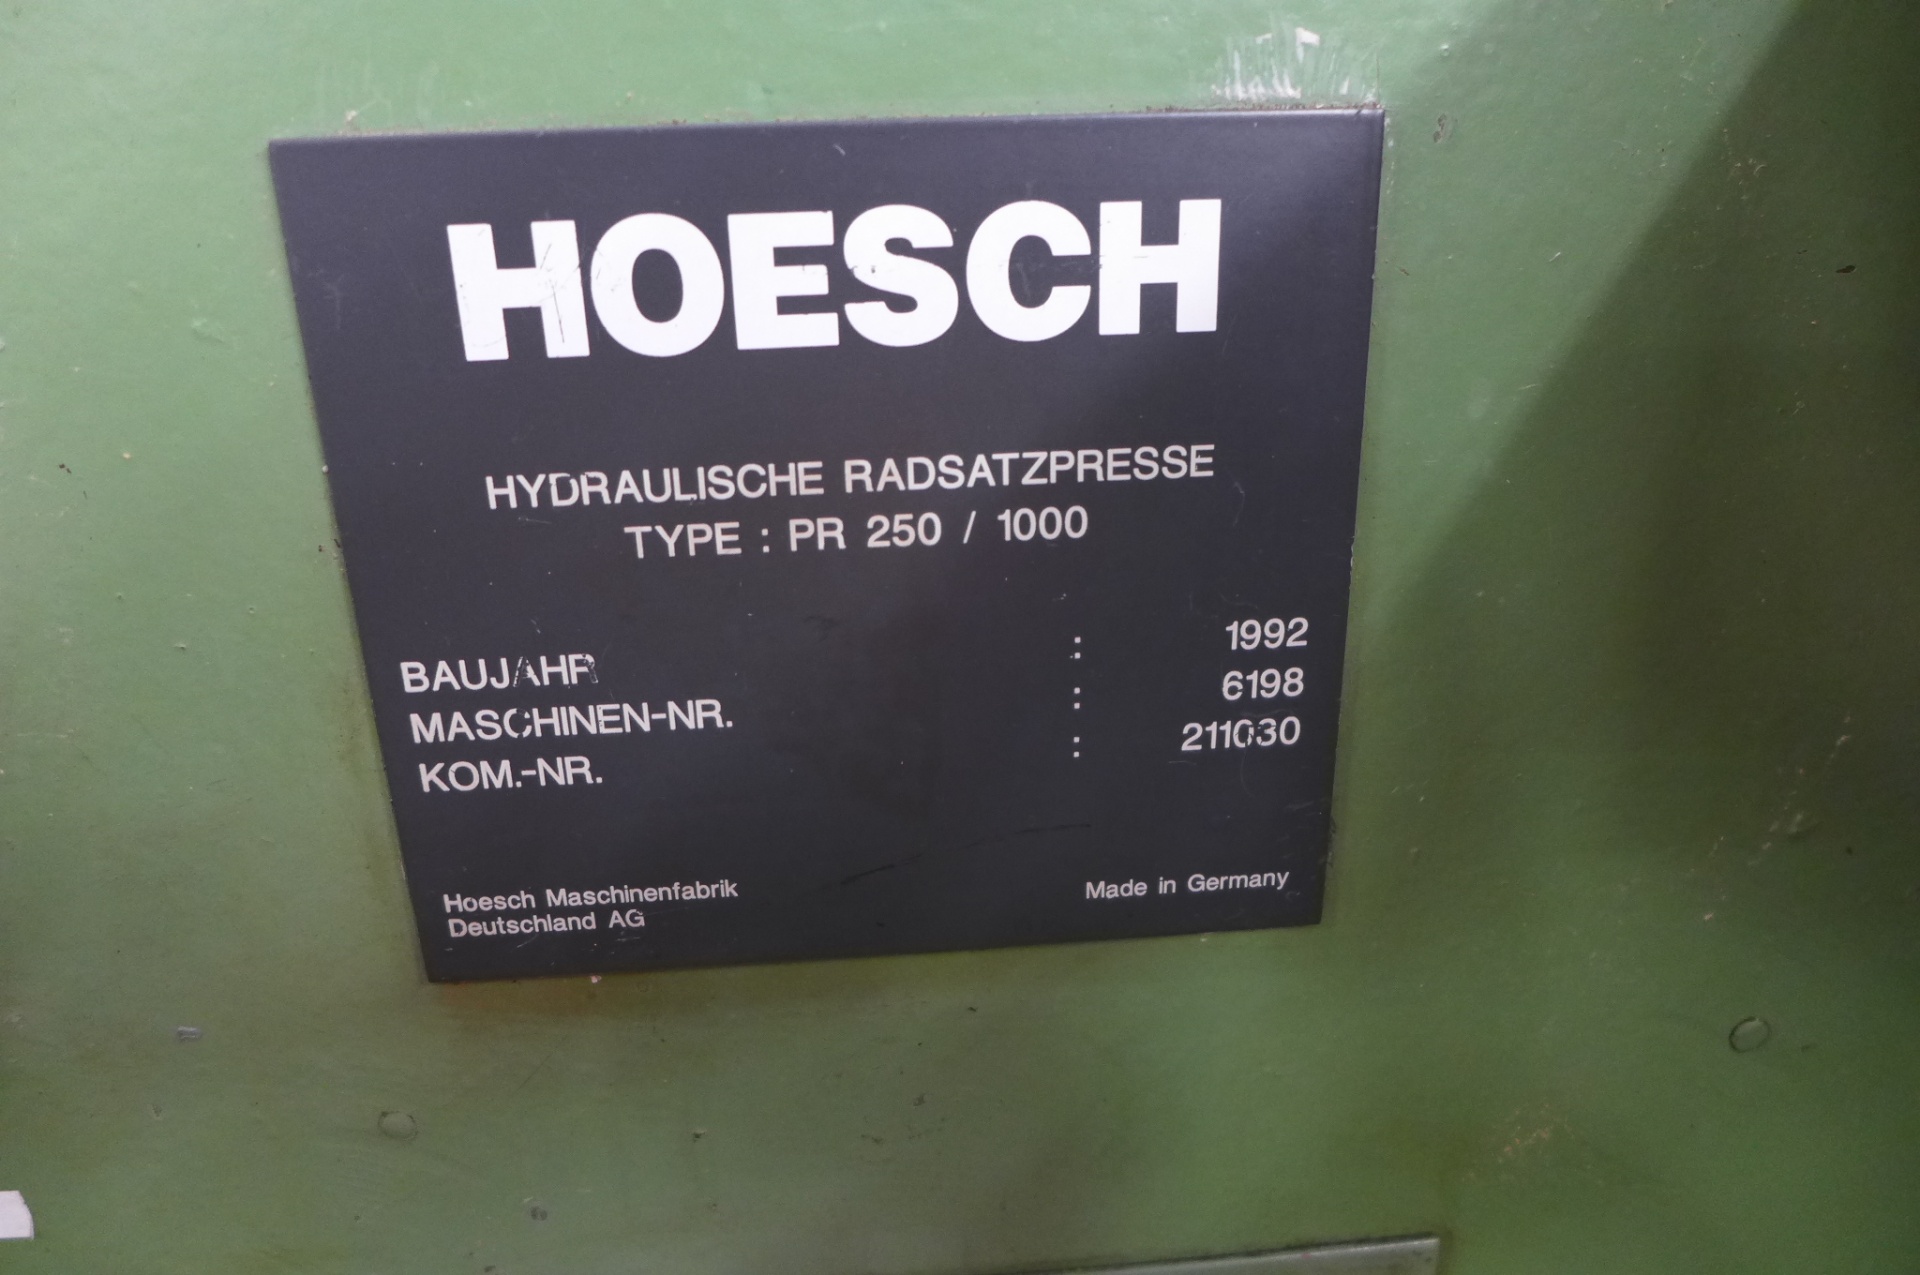 HOESCH
HYDRAULISCHE RADSATZPRESSE
TYPE : PR 250 / 1000
BAUJAHR : 1992
MASCHINEN-NR. : 6198
KOM.-NR. : 211030
Hoesch Maschinenfabrik
Deutschland AG
Made in Germany